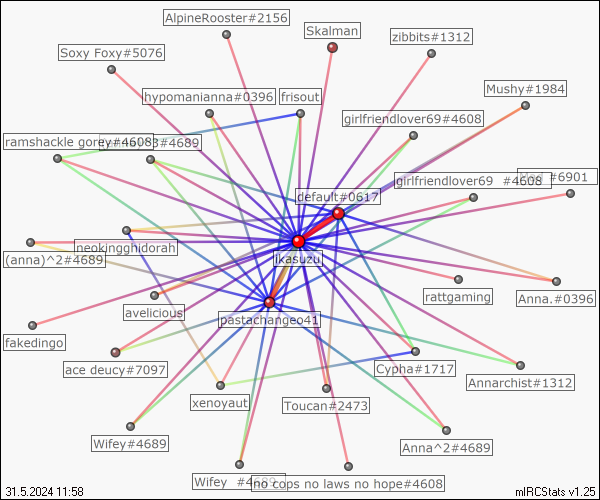 AlpineRooster#2156
Skalman
zibbits#1312
Soxy Foxy#5076
Mushy#1984
hypomanianna#0396
frisout
girlfriendlover69#4608
ramshackle gorey#4608
3#4689
#6901
girlfriendlover69 #4608
default#0617
neokingghidorah
ikasuzu
(anna)^2#4689
rattgaming
Anna.#0396
avelicious
pastachangeo41
fakedingo
ace deucy#7097
Cypha#1717
Annarchist#1312
xenoyaut
Toucan#2473
Wifey#4689
Anna^2#4689
Wifey
no cops no laws no hope#4608
31.5.2024 11:58
mIRCStats v1.25